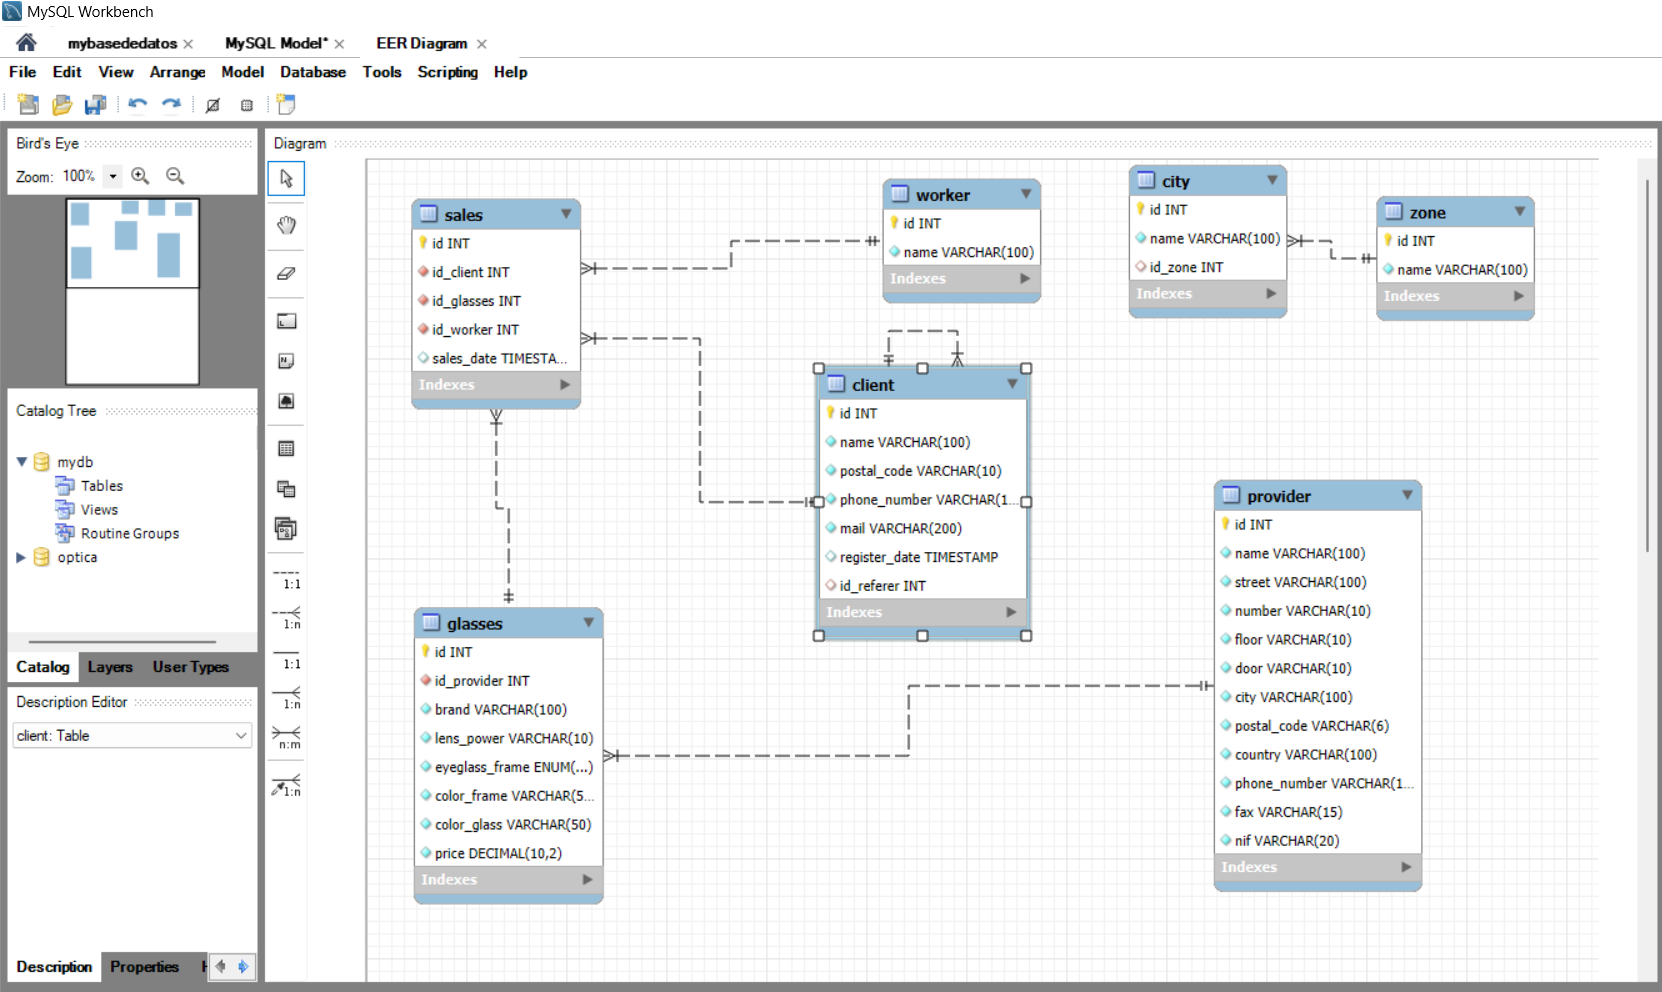 MySQL Workbench
mybasededatos
MySQL Model*
EER Diagram
File Edit View Arrange Model Database Tools Scripting Help
Bird's Eye
Zoom: 100%
Catalog Tree
mydb
Tables
Views
Routine Groups
optica
Catalog Layers User Types
Description Editor
client: Table
Description Properties H
Diagram
1:1
1:n
1:1
1:n
n:m
1:n
sales
id INT
id_client INT
id_glasses INT
id_worker INT
sales_date TIMESTA...
Indexes
worker
id INT
name VARCHAR(100)
Indexes
city
id INT
name VARCHAR(100)
id_zone INT
Indexes
zone
id INT
name VARCHAR(100)
Indexes
client
id INT
name VARCHAR(100)
postal_code VARCHAR(10)
phone_number VARCHAR(1...
mail VARCHAR(200)
register_date TIMESTAMP
id_referer INT
Indexes
glasses
id INT
id_provider INT
brand VARCHAR(100)
lens_power VARCHAR(10)
eyeglass_frame ENUM(...)
color_frame VARCHAR(5...
color_glass VARCHAR(50)
price DECIMAL(10,2)
Indexes
provider
id INT
name VARCHAR(100)
street VARCHAR(100)
number VARCHAR(10)
floor VARCHAR(10)
door VARCHAR(10)
city VARCHAR(100)
postal_code VARCHAR(6)
country VARCHAR(100)
phone_number VARCHAR(1...
fax VARCHAR(15)
nif VARCHAR(20)
Indexes